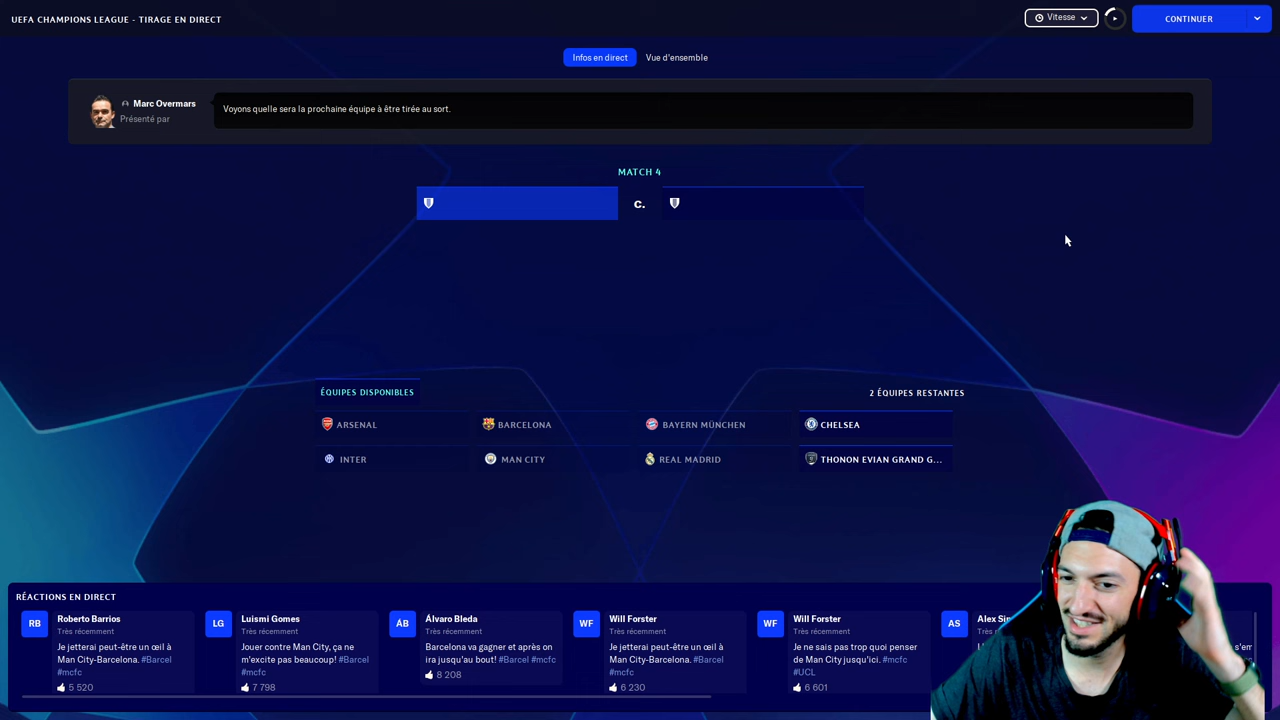 UEFA CHAMPIONS LEAGUE - TIRAGE EN DIRECT
Vitesse
CONTINUER
Infos en direct
Vue d'ensemble
Marc Overmars
Présenté par
Voyons quelle sera la prochaine équipe à être tirée au sort.
MATCH 4
c.
ÉQUIPES DISPONIBLES
2 ÉQUIPES RESTANTES
ARSENAL
BARCELONA
BAYERN MÜNCHEN
CHELSEA
INTER
MAN CITY
REAL MADRID
THONON EVIAN GRAND G...
RÉACTIONS EN DIRECT
RB
Roberto Barrios
Très récemment
Je jetterai peut-être un œil à
Man City-Barcelona. #Barcel
#mcfc
5 520
LG
Luismi Gomes
Très récemment
Jouer contre Man City, ça ne
m'excite pas beaucoup! #Barcel
#mcfc
7 798
ÁB
Álvaro Bleda
Très récemment
Barcelona va gagner et après on
ira jusqu'au bout! #Barcel #mcfc
8 208
WF
Will Forster
Très récemment
Je jetterai peut-être un œil à
Man City-Barcelona. #Barcel
#mcfc
6 230
WF
Will Forster
Très récemment
Je ne sais pas trop quoi penser
de Man City jusqu'ici. #mcfc
#UCL
6 601
AS